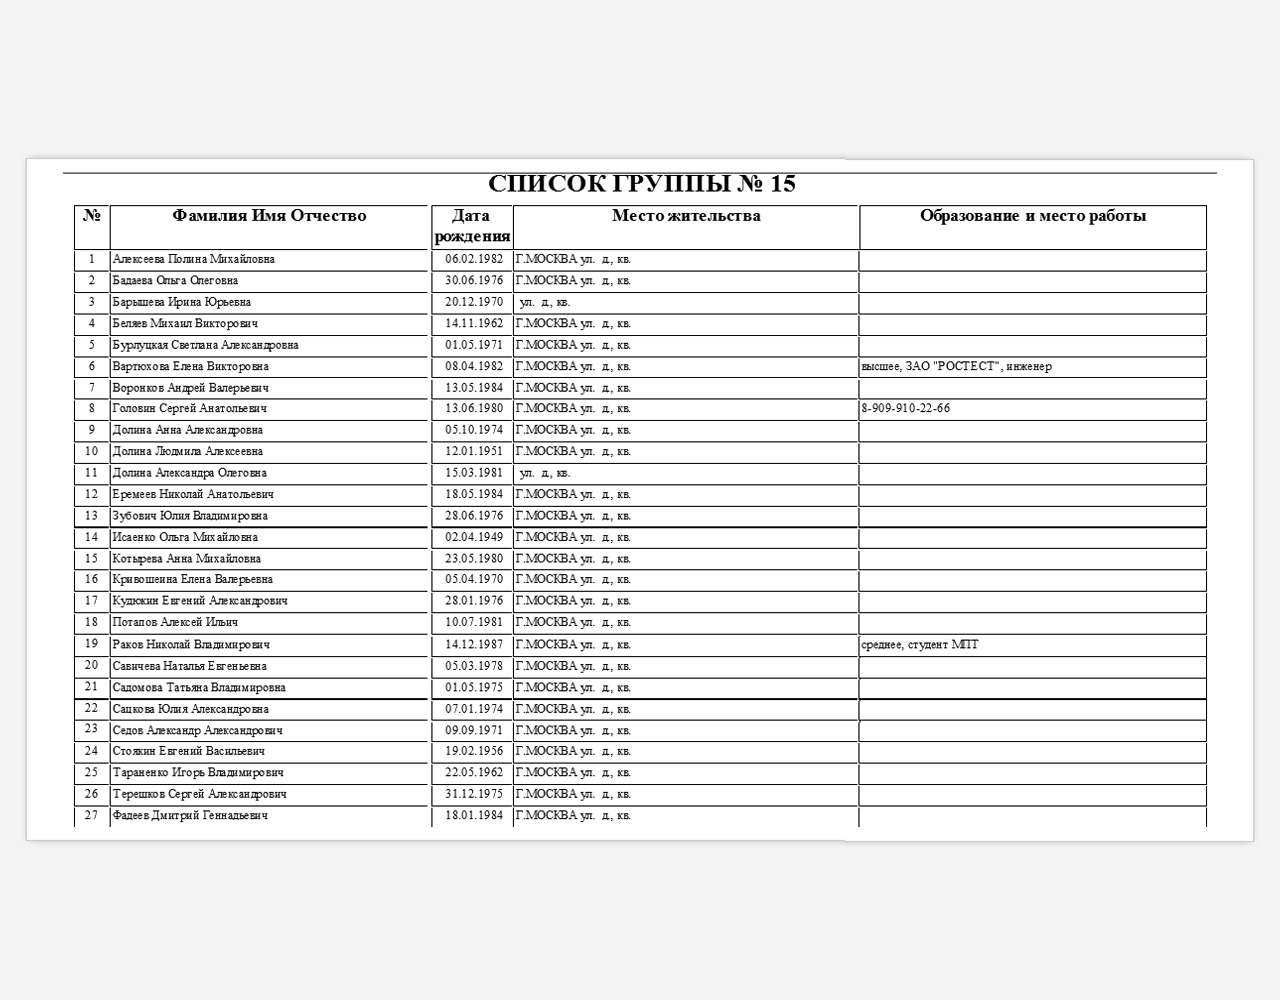 СПИСОК ГРУППЫ № 15
№ Фамилия Имя Отчество Дата рождения Место жительства Образование и место работы
1 Алексеева Полина Михайловна 06.02.1982 Г.МОСКВА ул. д., кв.
2 Бадаева Ольга Олеговна 30.06.1976 Г.МОСКВА ул. д., кв.
3 Барышева Ирина Юрьевна 20.12.1970 ул. д., кв.
4 Беляев Михаил Викторович 14.11.1962 Г.МОСКВА ул. д., кв.
5 Бурлуцкая Светлана Александровна 01.05.1971 Г.МОСКВА ул. д., кв.
6 Вартюхова Елена Викторовна 08.04.1982 Г.МОСКВА ул. д., кв. высшее, ЗАО "РОСТЕСТ", инженер
7 Воронков Андрей Валерьевич 13.05.1984 Г.МОСКВА ул. д., кв.
8 Головин Сергей Анатольевич 13.06.1980 Г.МОСКВА ул. д., кв. 8-909-910-22-66
9 Долина Анна Александровна 05.10.1974 Г.МОСКВА ул. д., кв.
10 Долина Людмила Алексеевна 12.01.1951 Г.МОСКВА ул. д., кв.
11 Долина Александра Олеговна 15.03.1981 ул. д., кв.
12 Еремеев Николай Анатольевич 18.05.1984 Г.МОСКВА ул. д., кв.
13 Зубович Юлия Владимировна 28.06.1976 Г.МОСКВА ул. д., кв.
14 Исаенко Ольга Михайловна 02.04.1949 Г.МОСКВА ул. д., кв.
15 Котырева Анна Михайловна 23.05.1980 Г.МОСКВА ул. д., кв.
16 Кривошеина Елена Валерьевна 05.04.1970 Г.МОСКВА ул. д., кв.
17 Кудюкин Евгений Александрович 28.01.1976 Г.МОСКВА ул. д., кв.
18 Потапов Алексей Ильич 10.07.1981 Г.МОСКВА ул. д., кв.
19 Раков Николай Владимирович 14.12.1987 Г.МОСКВА ул. д., кв. среднее, студент МПТ
20 Савичева Наталья Евгеньевна 05.03.1978 Г.МОСКВА ул. д., кв.
21 Садомова Татьяна Владимировна 01.05.1975 Г.МОСКВА ул. д., кв.
22 Сацкова Юлия Александровна 07.01.1974 Г.МОСКВА ул. д., кв.
23 Седов Александр Александрович 09.09.1971 Г.МОСКВА ул. д., кв.
24 Стоякин Евгений Васильевич 19.02.1956 Г.МОСКВА ул. д., кв.
25 Тараненко Игорь Владимирович 22.05.1962 Г.МОСКВА ул. д., кв.
26 Терешков Сергей Александрович 31.12.1975 Г.МОСКВА ул. д., кв.
27 Фадеев Дмитрий Геннадьевич 18.01.1984 Г.МОСКВА ул. д., кв.